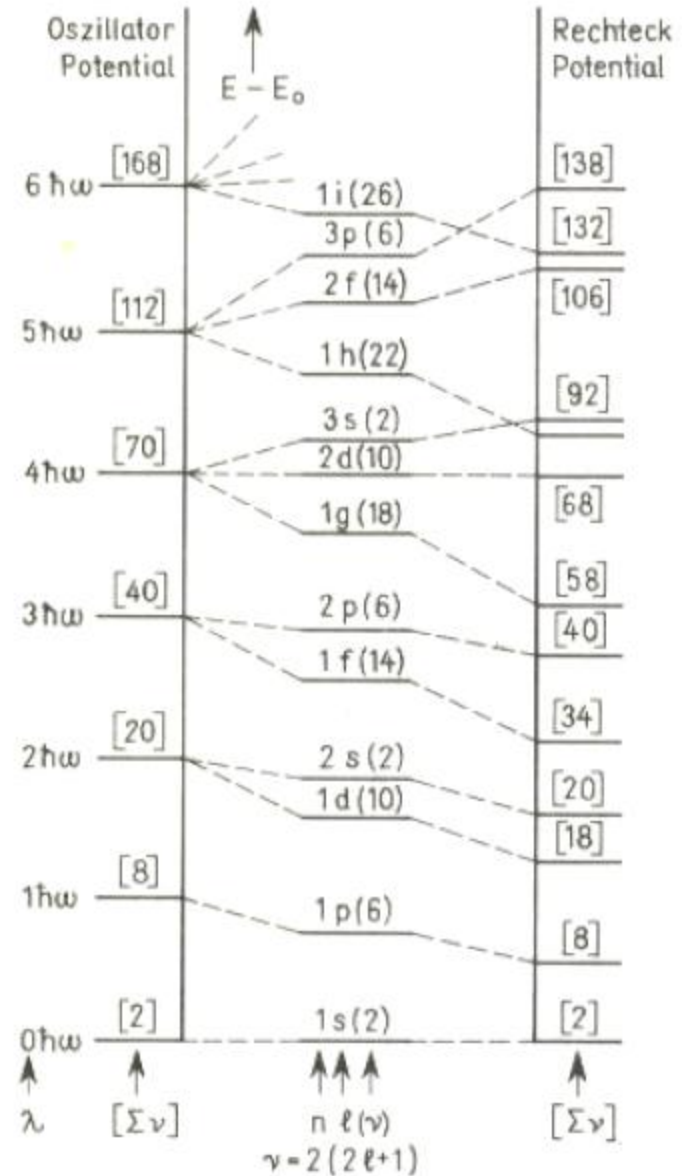 Oszillator
Potential
Rechteck
Potential
E - E₀
6ħω
[168]
5ħω
[112]
4ħω
[70]
3ħω
[40]
2ħω
[20]
1ħω
[8]
0ħω
[2]
λ
[Σν]
1i(26)
3p(6)
2f(14)
1h(22)
3s(2)
2d(10)
1g(18)
2p(6)
1f(14)
2s(2)
1d(10)
1p(6)
1s(2)
n ℓ(ν)
ν=2(2ℓ+1)
[138]
[132]
[106]
[92]
[68]
[58]
[40]
[34]
[20]
[18]
[8]
[2]
[Σν]